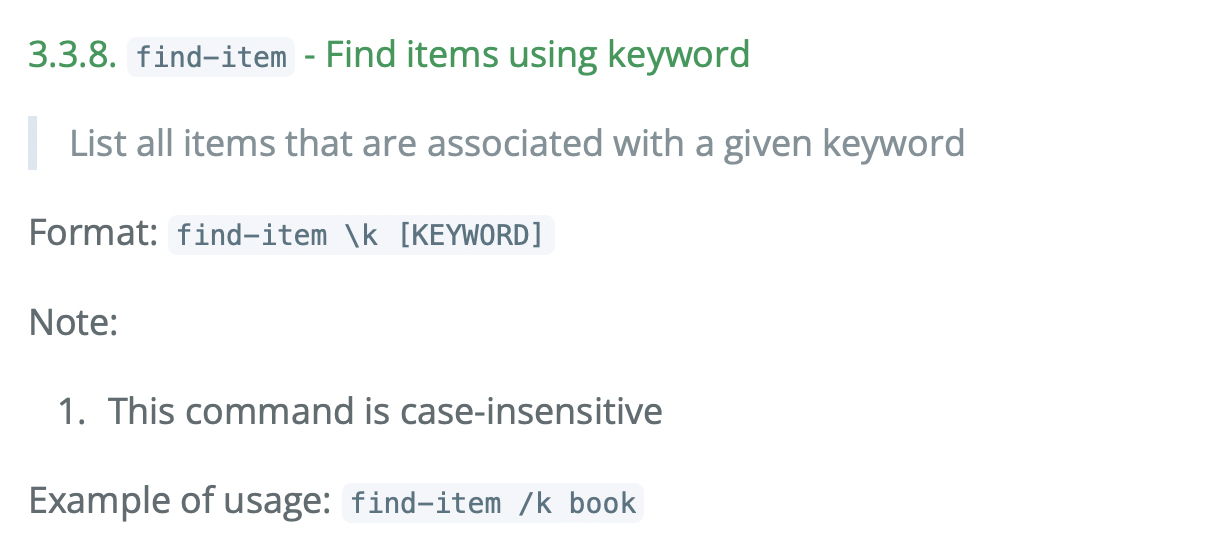 3.3.8. find-item - Find items using keyword
List all items that are associated with a given keyword
Format: find-item \k [KEYWORD]
Note:
1. This command is case-insensitive
Example of usage: find-item /k book